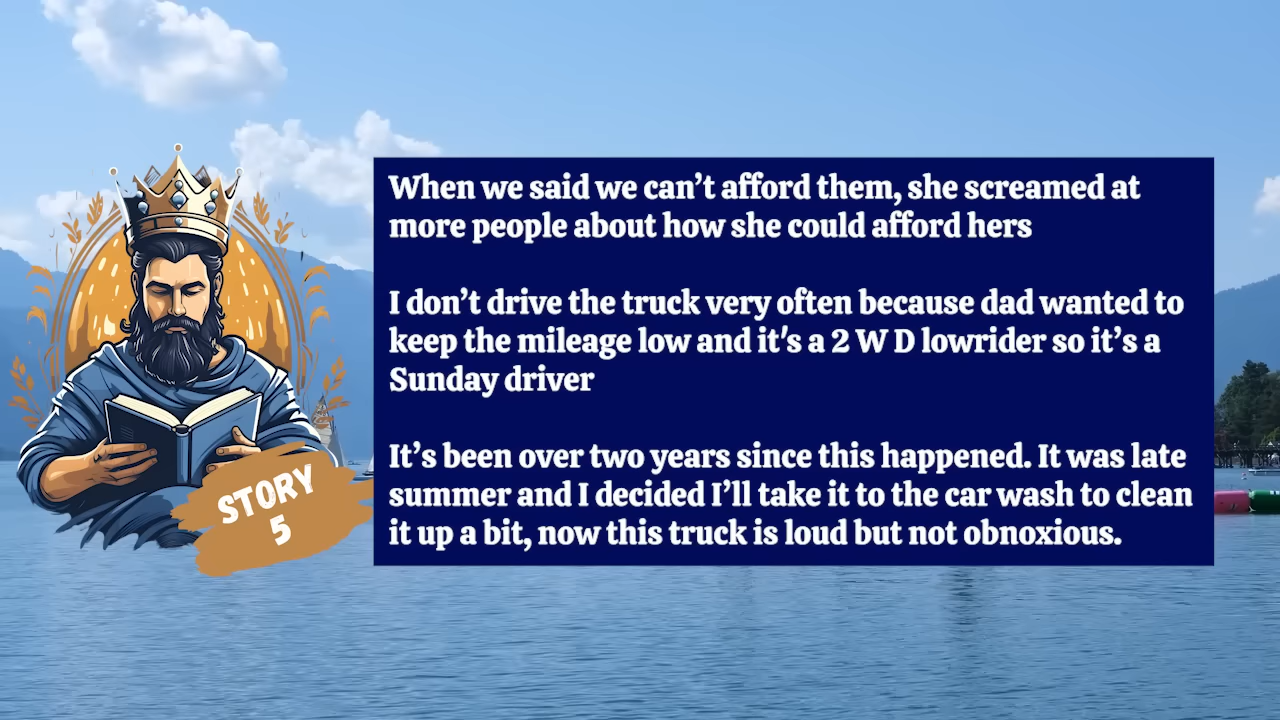 When we said we can’t afford them, she screamed at
more people about how she could afford hers
I don’t drive the truck very often because dad wanted to
keep the mileage low and it's a 2 W D lowrider so it’s a
Sunday driver
It’s been over two years since this happened. It was late
summer and I decided I’ll take it to the car wash to clean
it up a bit, now this truck is loud but not obnoxious.
STORY
5